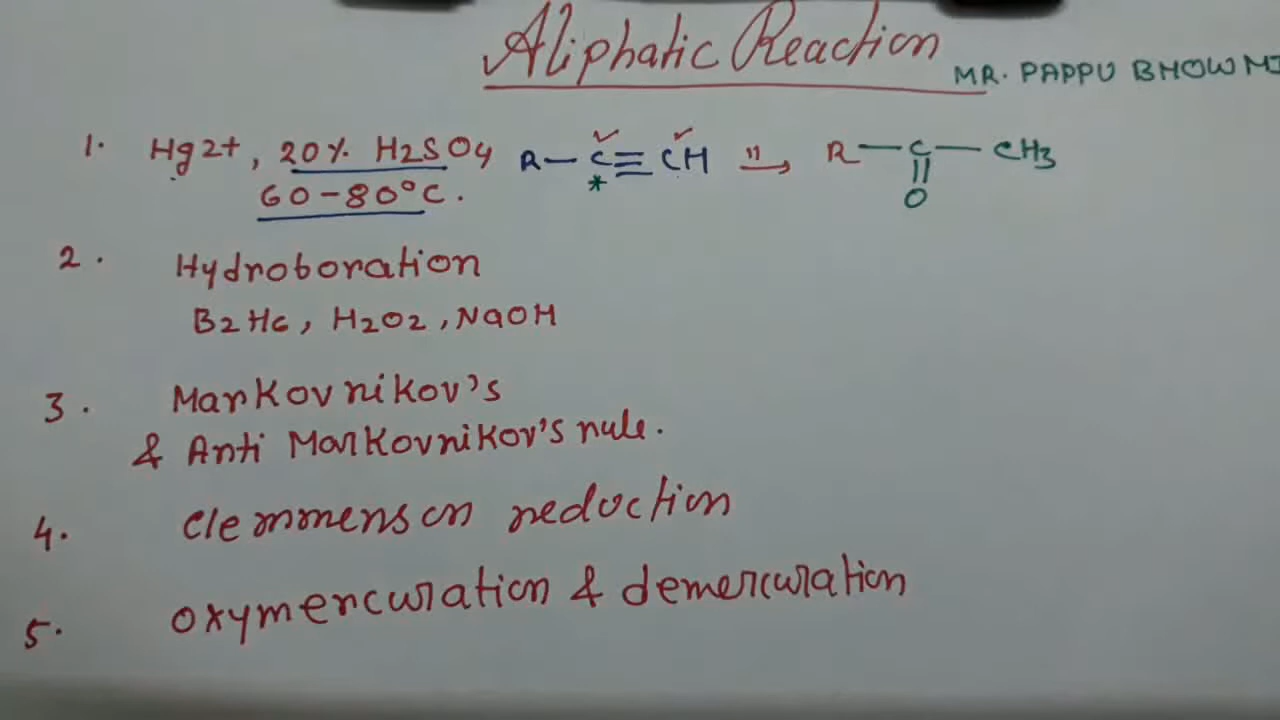 Aliphatic Reaction
MR. PAPPU BHOWMI
1. Hg2+, 20% H2SO4 R-C≡CH " → R-C-CH3
* || 
60-80°C. O
2. Hydroboration
B2H6, H2O2, NaOH
3. Markovnikov's
& Anti Markovnikov's rule.
4. Clemmenson reduction
5. oxymercuration & demercuration